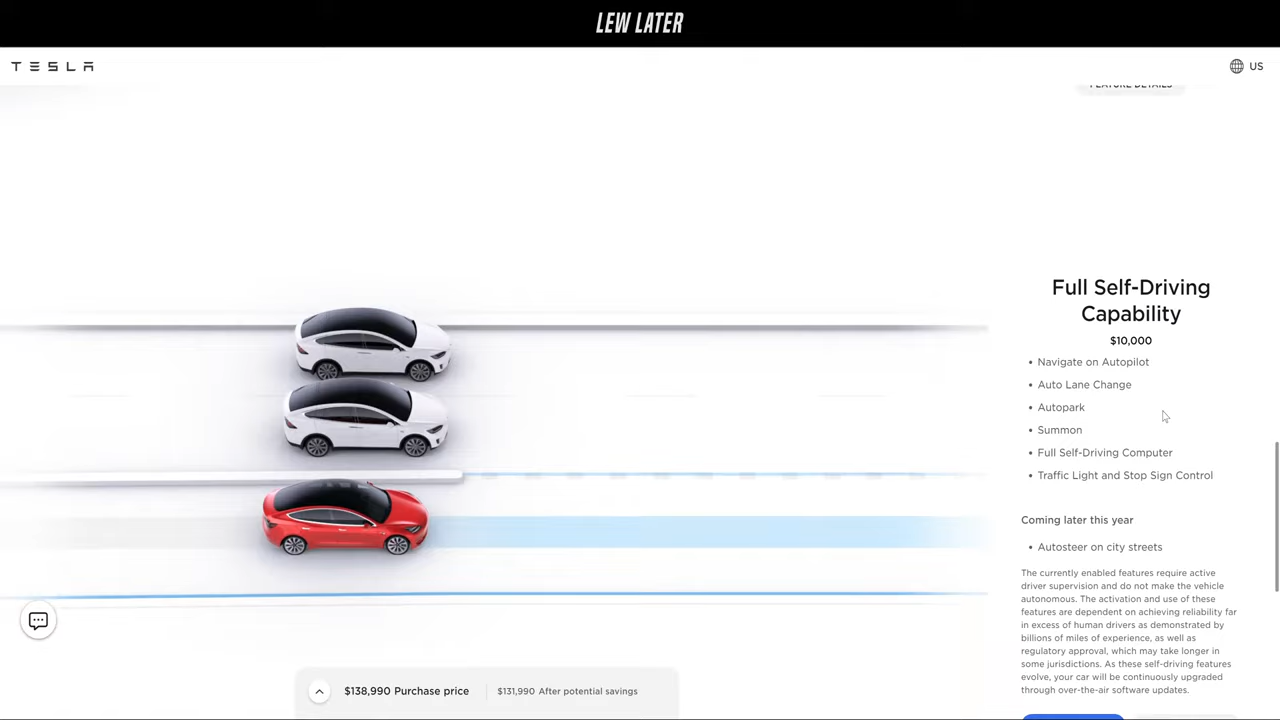 LEW LATER
TESLA
US
FEATURE DETAILS
Full Self-Driving
Capability
$10,000
• Navigate on Autopilot
• Auto Lane Change
• Autopark
• Summon
• Full Self-Driving Computer
• Traffic Light and Stop Sign Control
Coming later this year
• Autosteer on city streets
The currently enabled features require active
driver supervision and do not make the vehicle
autonomous. The activation and use of these
features are dependent on achieving reliability far
in excess of human drivers as demonstrated by
billions of miles of experience, as well as
regulatory approval, which may take longer in
some jurisdictions. As these self-driving features
evolve, your car will be continuously upgraded
through over-the-air software updates.
$138,990 Purchase price
$131,990 After potential savings